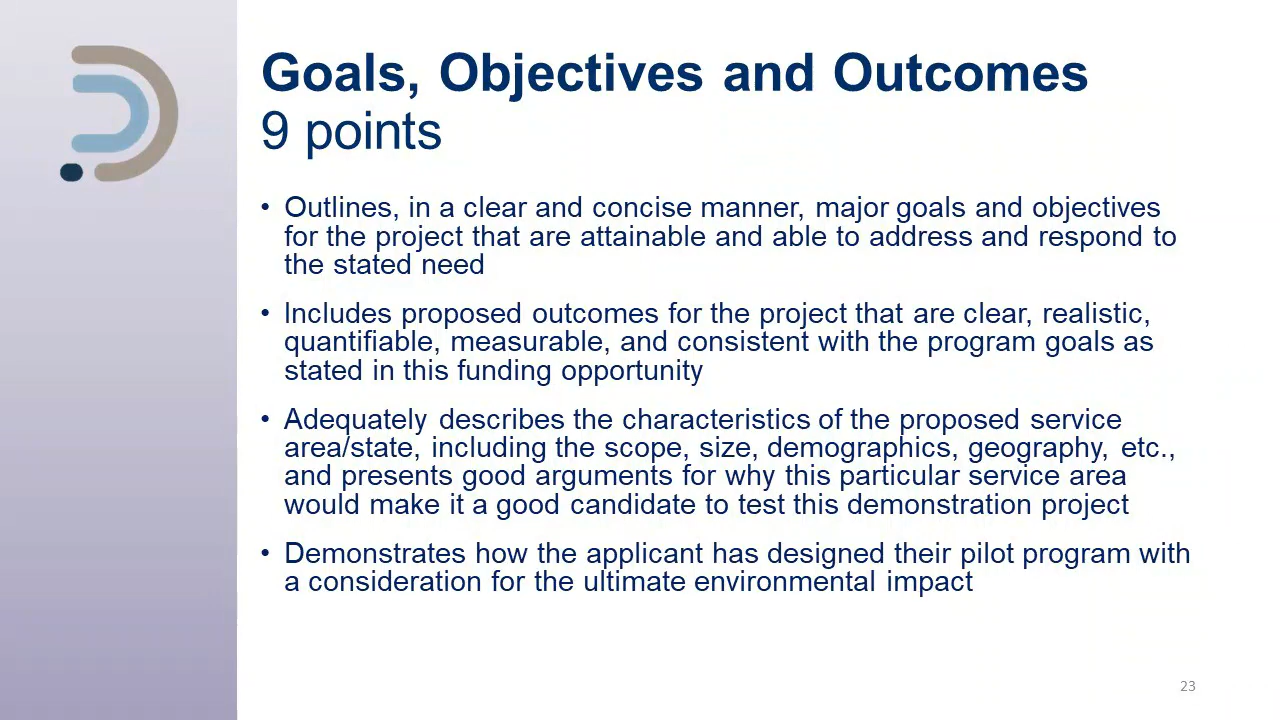 Goals, Objectives and Outcomes
9 points
• Outlines, in a clear and concise manner, major goals and objectives
for the project that are attainable and able to address and respond to
the stated need
• Includes proposed outcomes for the project that are clear, realistic,
quantifiable, measurable, and consistent with the program goals as
stated in this funding opportunity
• Adequately describes the characteristics of the proposed service
area/state, including the scope, size, demographics, geography, etc.,
and presents good arguments for why this particular service area
would make it a good candidate to test this demonstration project
• Demonstrates how the applicant has designed their pilot program with
a consideration for the ultimate environmental impact
23